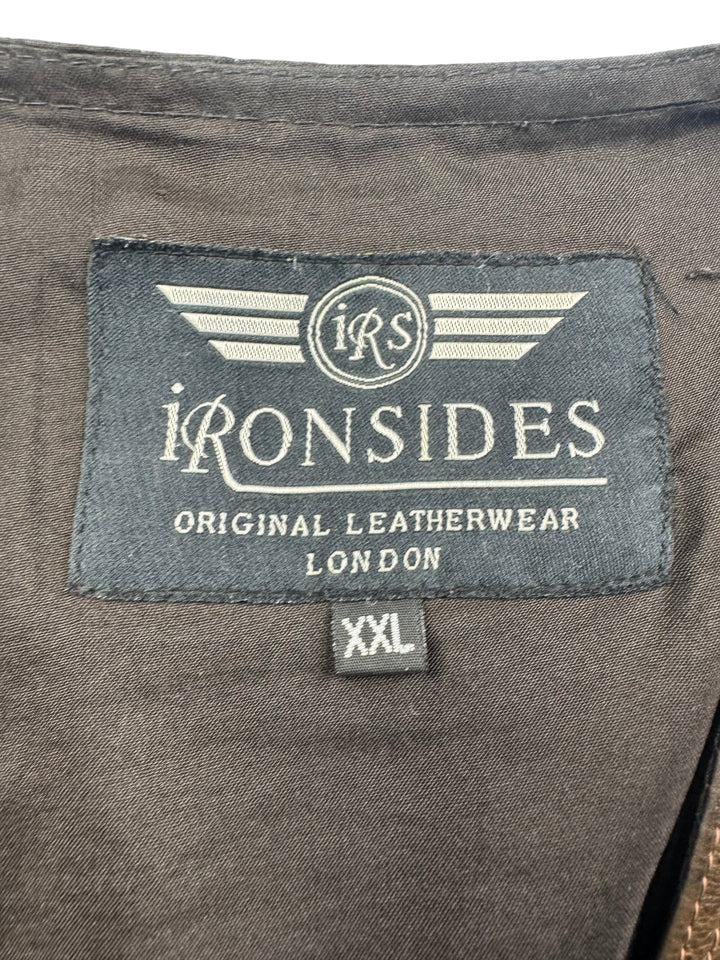 iRS
iRONSIDES
ORIGINAL LEATHERWEAR
LONDON
XXL